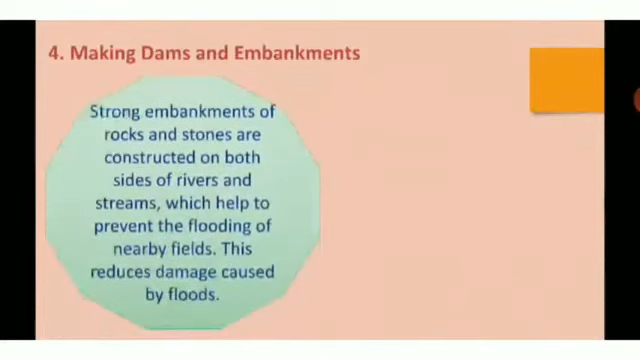 4. Making Dams and Embankments
Strong embankments of
rocks and stones are
constructed on both
sides of rivers and
streams, which help to
prevent the flooding of
nearby fields. This
reduces damage caused
by floods.